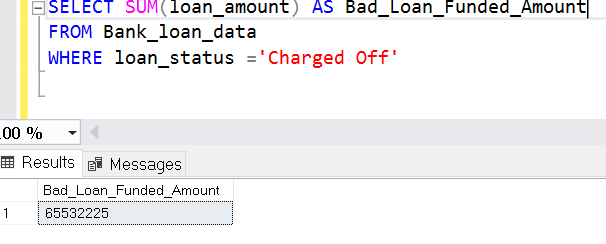 SELECT SUM(loan_amount) AS Bad_Loan_Funded_Amount
FROM Bank_loan_data
WHERE loan_status ='Charged Off'
.00 %
Results Messages
Bad_Loan_Funded_Amount
1 65532225